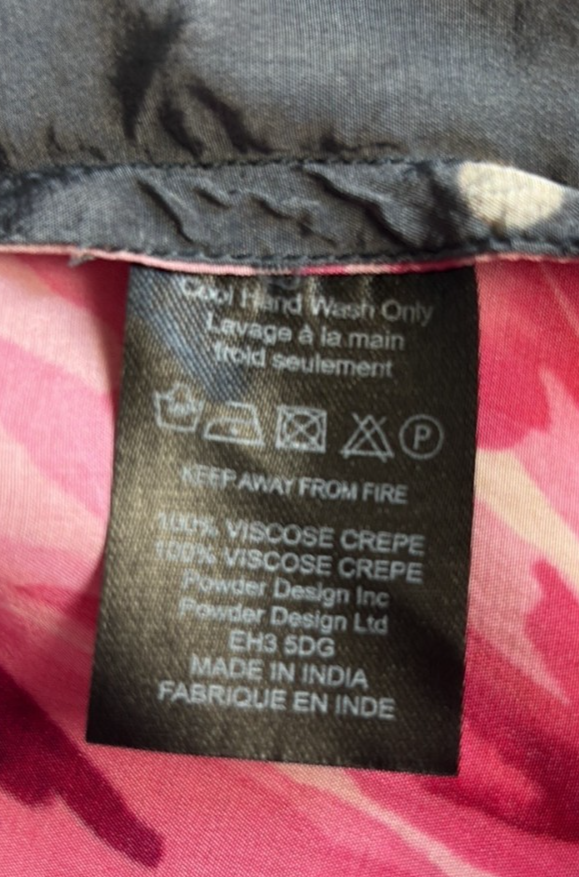 Cool Hand Wash Only
Lavage à la main
froid seulement
P
KEEP AWAY FROM FIRE
100% VISCOSE CREPE
100% VISCOSE CREPE
Powder Design Inc
Powder Design Ltd
EH3 5DG
MADE IN INDIA
FABRIQUE EN INDE